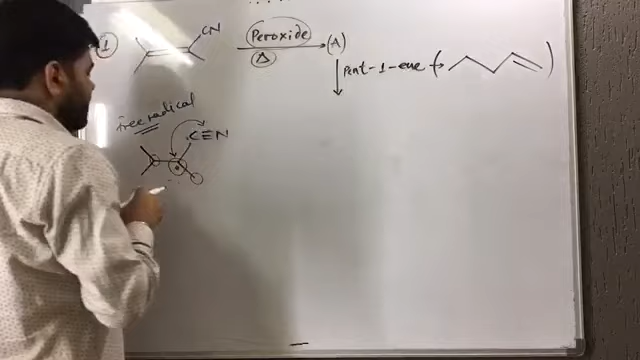 1 CN Peroxide (A)
Δ
Pent-1-ene
free radical
C≡N